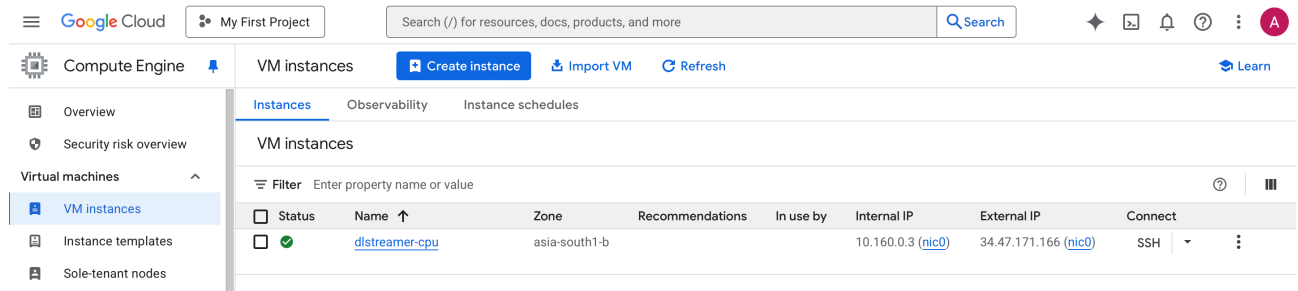 Google Cloud My First Project Search (/) for resources, docs, products, and more Search A
Compute Engine VM instances Create instance Import VM Refresh Learn
Overview Instances Observability Instance schedules
Security risk overview VM instances
Virtual machines Filter Enter property name or value
VM instances Status Name Zone Recommendations In use by Internal IP External IP Connect
Instance templates dlstreamer-cpu asia-south1-b 10.160.0.3 (nic0) 34.47.171.166 (nic0) SSH
Sole-tenant nodes